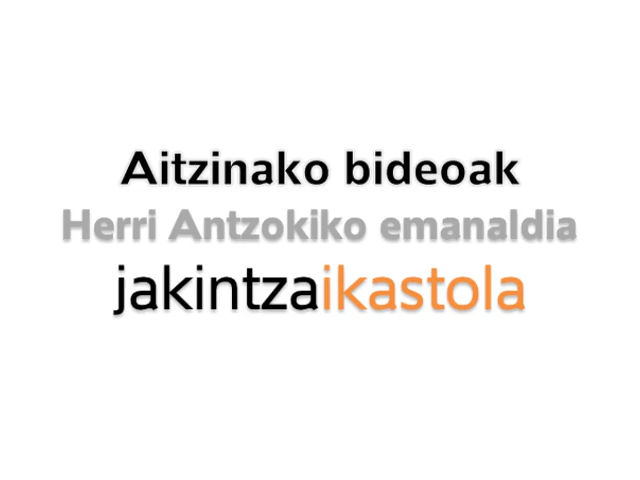 Aitzinako bideoak
Herri Antzokiko emanaldia
jakintzaikastola